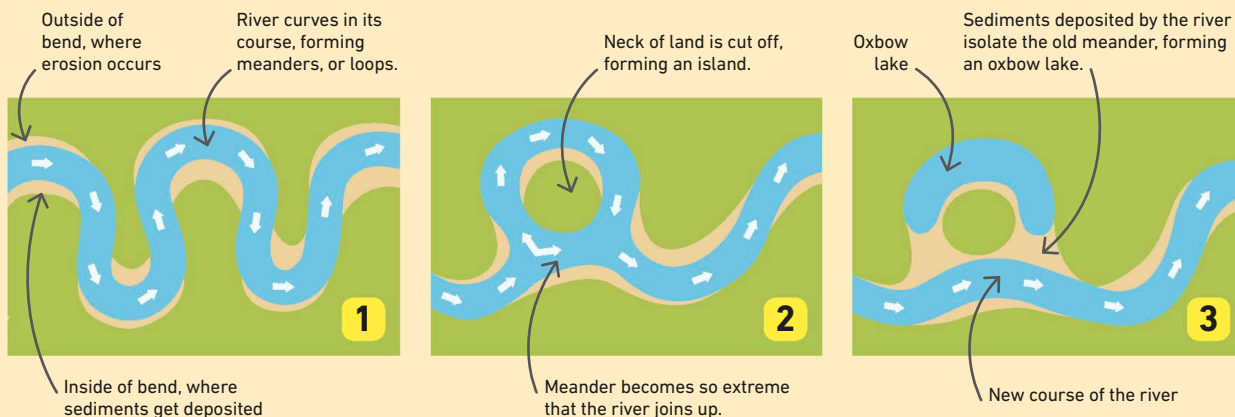 Outside of
bend, where
erosion occurs
River curves in its
course, forming
meanders, or loops.
Inside of bend, where
sediments get deposited
1
Neck of land is cut off,
forming an island.
Meander becomes so extreme
that the river joins up.
2
Oxbow
lake
Sediments deposited by the river
isolate the old meander, forming
an oxbow lake.
New course of the river
3